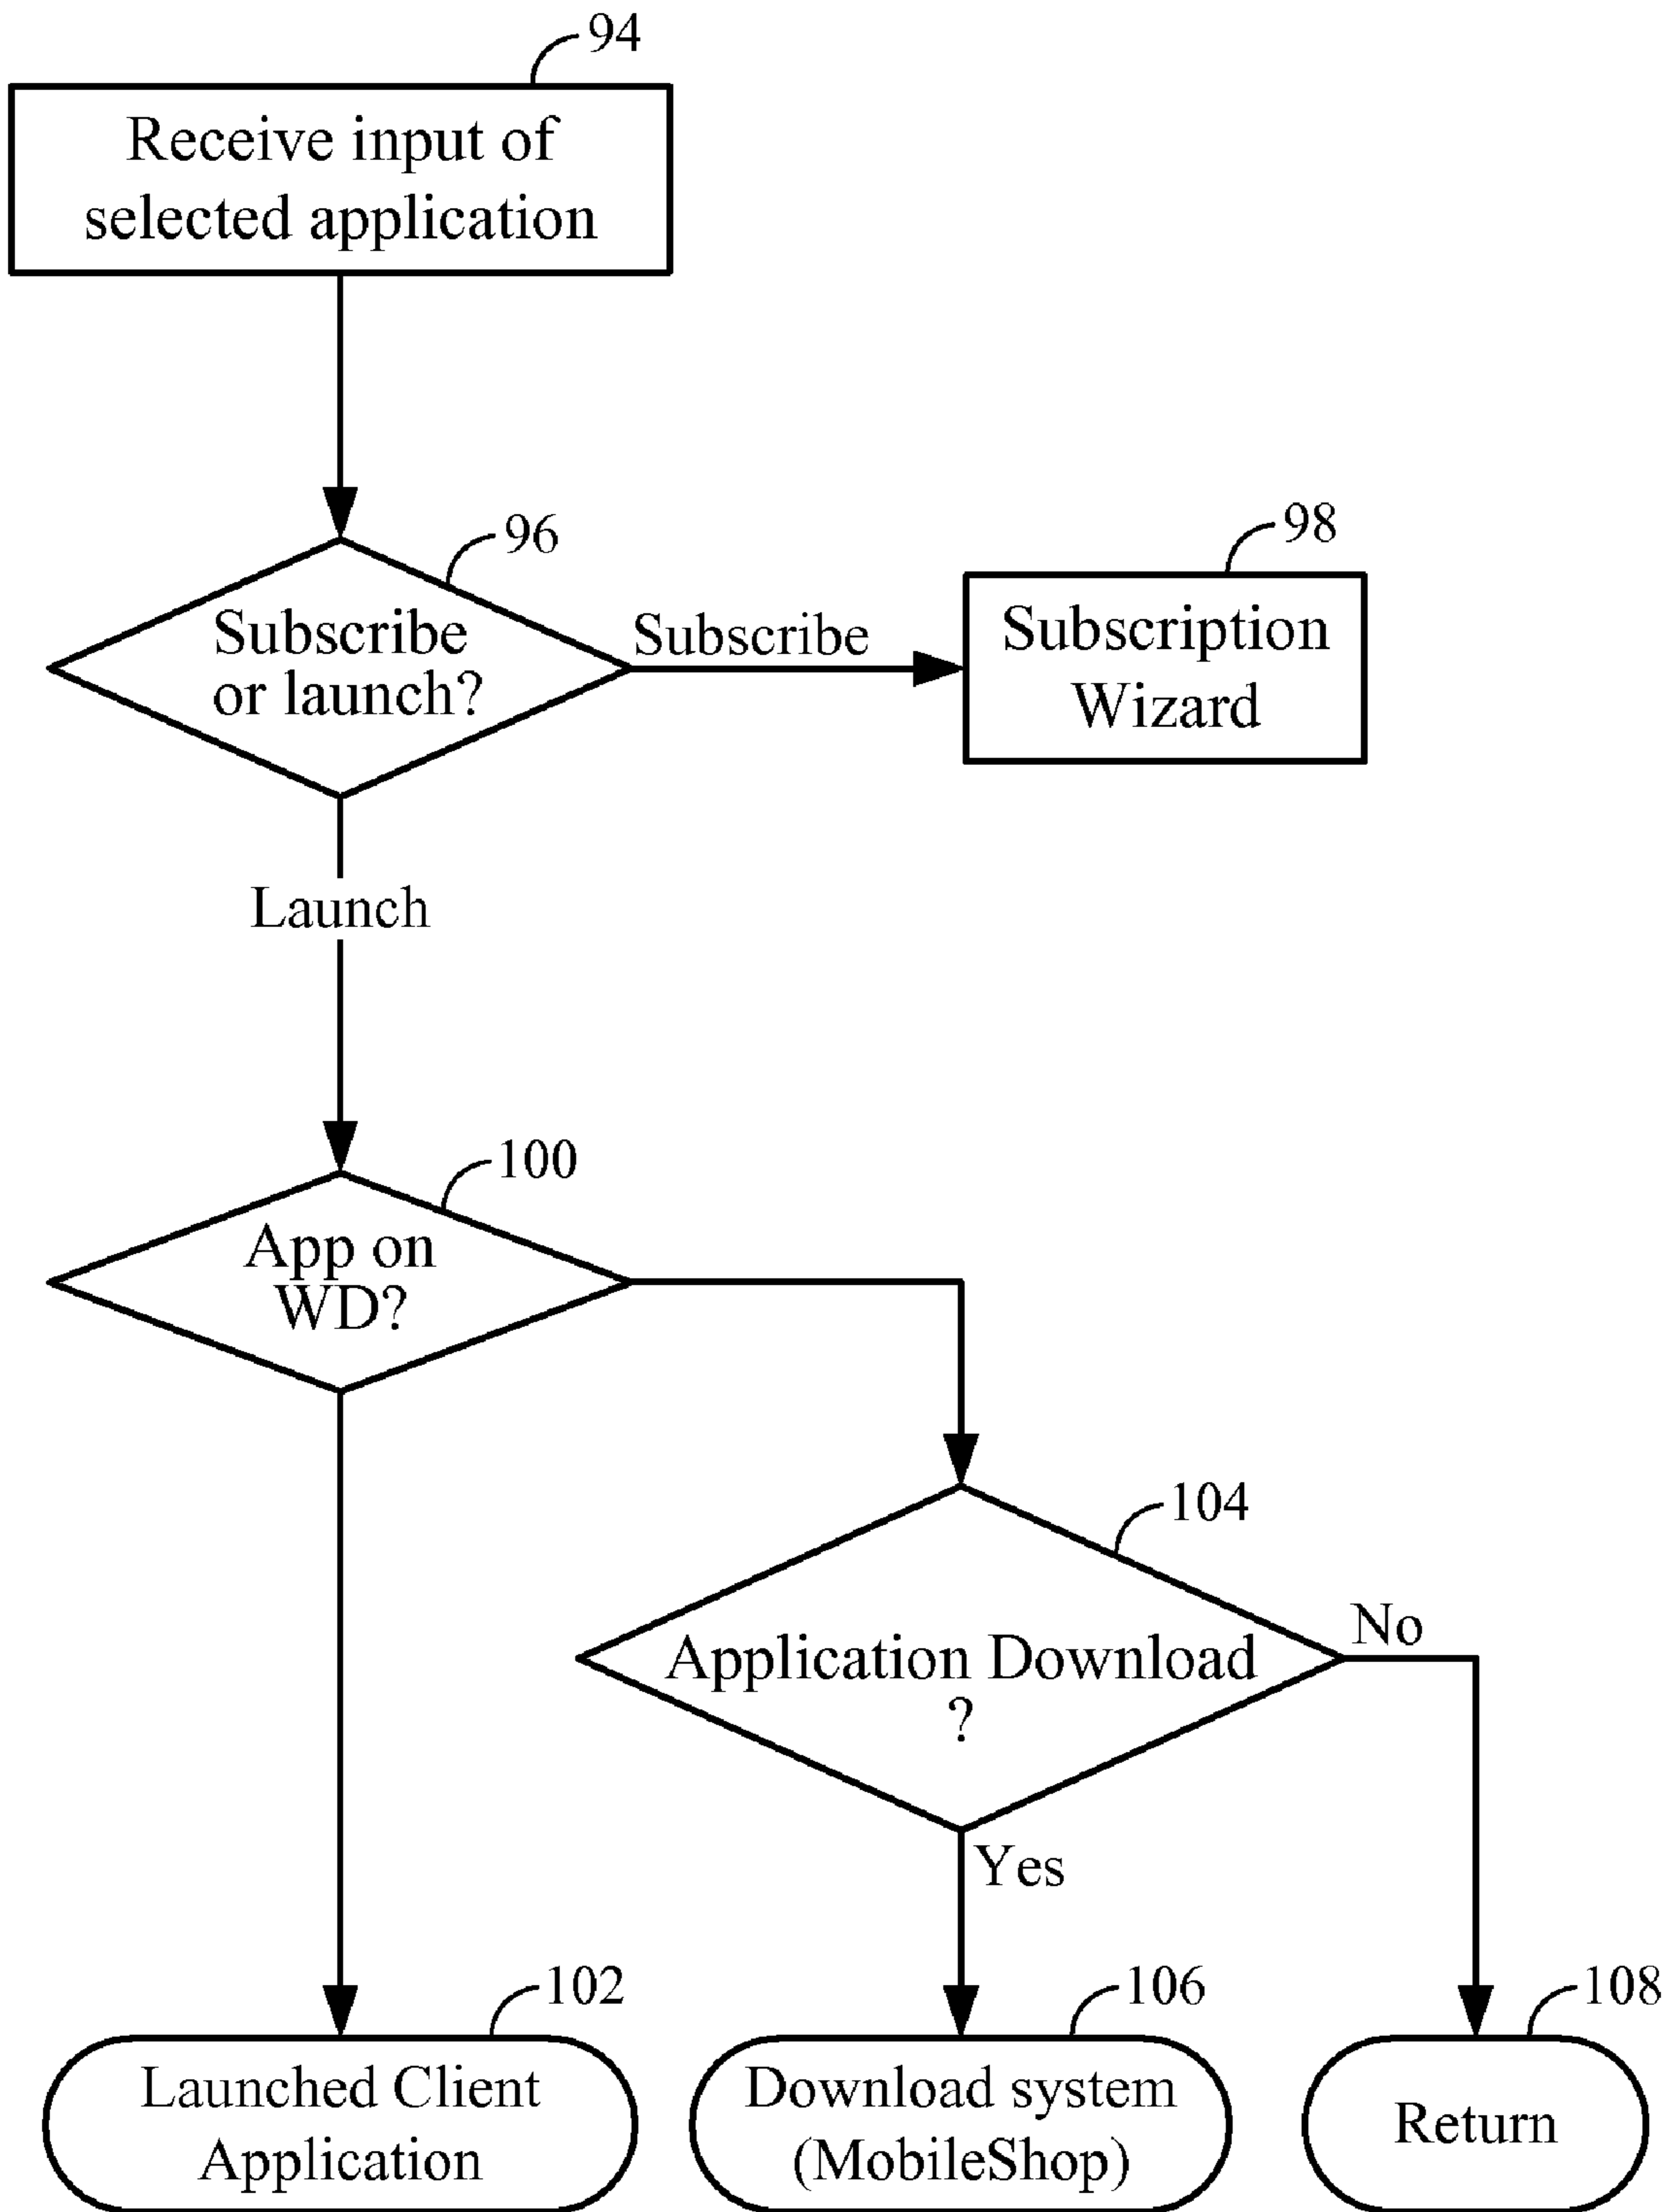 94
Receive input of
selected application
96
Subscribe
or launch?
Subscribe
98
Subscription
Wizard
Launch
100
App on
WD?
104
Application Download
?
No
Yes
102
Launched Client
Application
106
Download system
(MobileShop)
108
Return